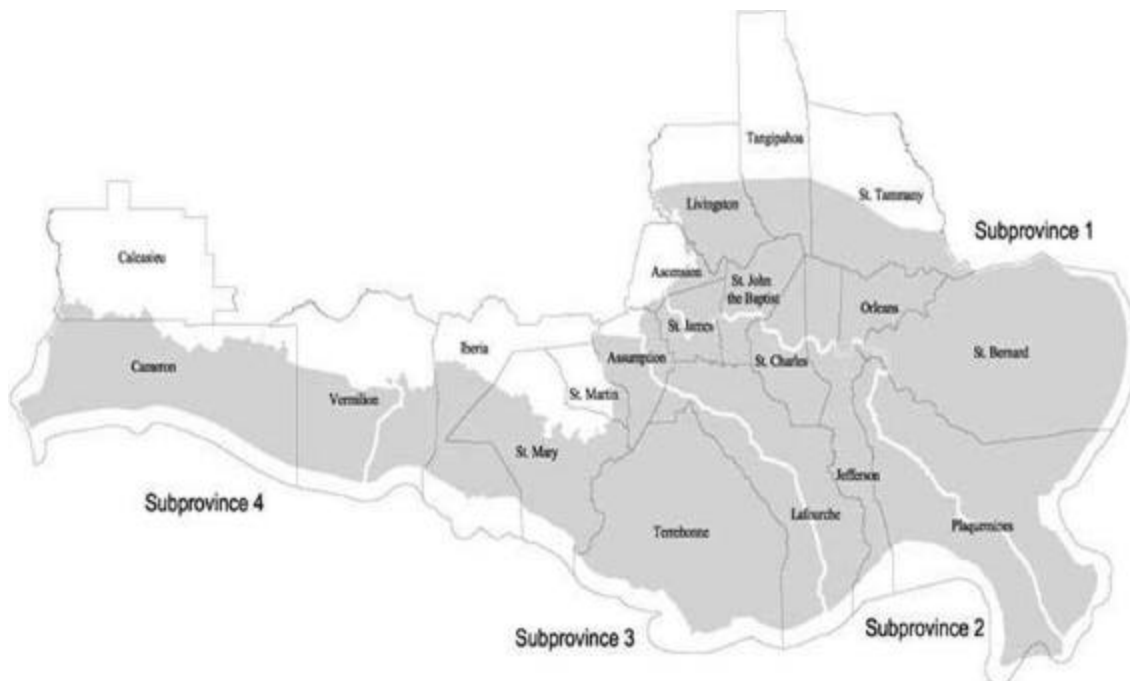 Tangipahoa
St. Tammany
Livingston
Subprovince 1
Calcasieu
Ascension
St. John
the Baptist
Orleans
St. James
Iberia
St. Bernard
Assumption
St. Charles
Cameron
St. Martin
Vermilion
St. Mary
Jefferson
Subprovince 4
Lafourche
Plaquemines
Terrebonne
Subprovince 2
Subprovince 3